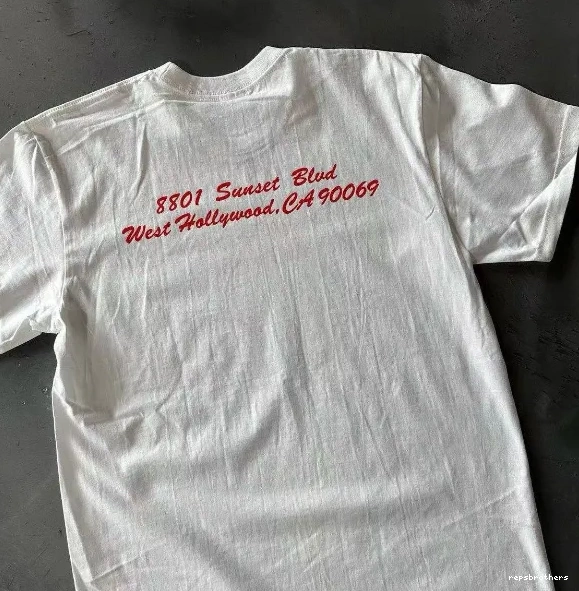 8801 Sunset Blvd
West Hollywood, CA 90069
repsbrothers